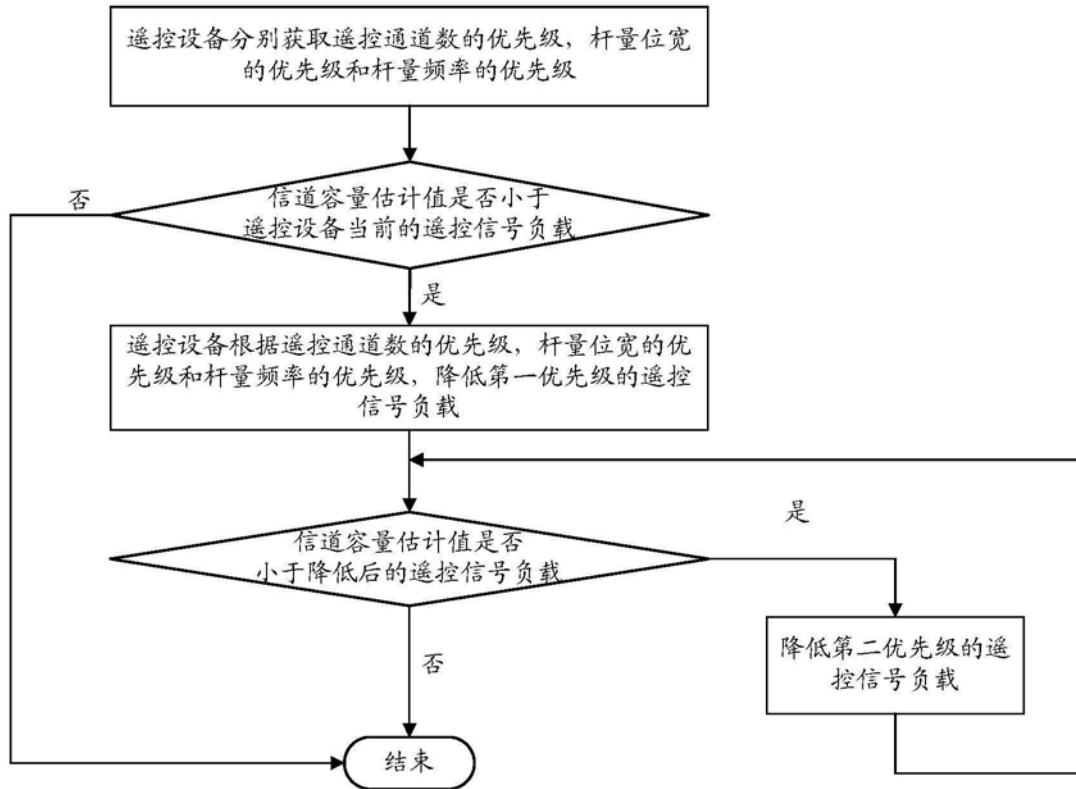 遥控设备分别获取遥控通道数的优先级，杆量位宽
的优先级和杆量频率的优先级
否
信道容量估计值是否小于
遥控设备当前的遥控信号负载
是
遥控设备根据遥控通道数的优先级，杆量位宽的优
先级和杆量频率的优先级，降低第一优先级的遥控
信号负载
是
信道容量估计值是否
小于降低后的遥控信号负载
降低第二优先级的遥
控信号负载
否
结束